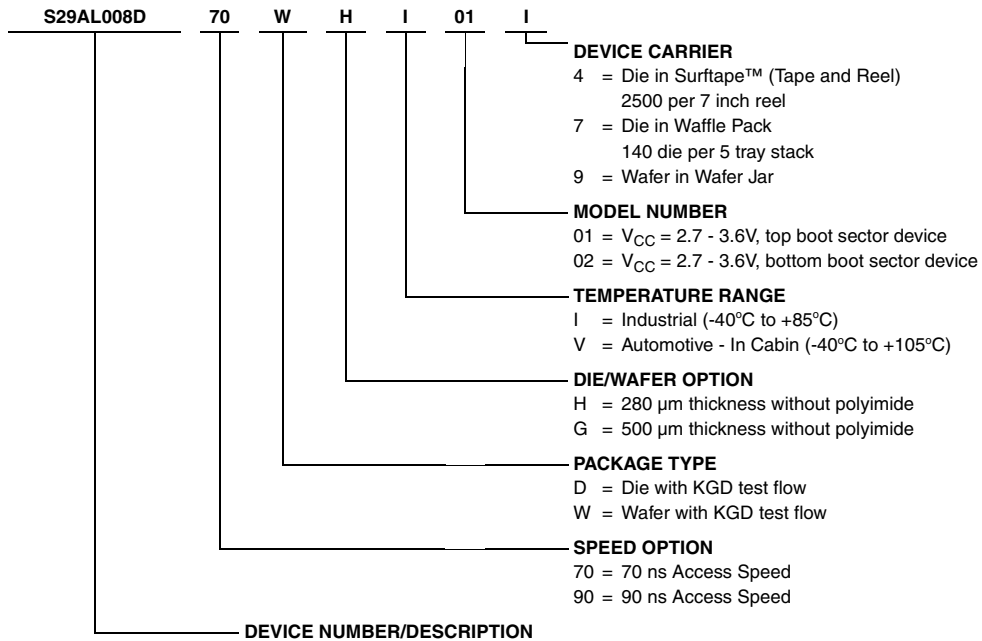 S29AL008D 70 W H I 01 I
DEVICE CARRIER
4 = Die in Surftape™ (Tape and Reel)
2500 per 7 inch reel
7 = Die in Waffle Pack
140 die per 5 tray stack
9 = Wafer in Wafer Jar
MODEL NUMBER
01 = VCC = 2.7 - 3.6V, top boot sector device
02 = VCC = 2.7 - 3.6V, bottom boot sector device
TEMPERATURE RANGE
I = Industrial (-40°C to +85°C)
V = Automotive - In Cabin (-40°C to +105°C)
DIE/WAFER OPTION
H = 280 µm thickness without polyimide
G = 500 µm thickness without polyimide
PACKAGE TYPE
D = Die with KGD test flow
W = Wafer with KGD test flow
SPEED OPTION
70 = 70 ns Access Speed
90 = 90 ns Access Speed
DEVICE NUMBER/DESCRIPTION